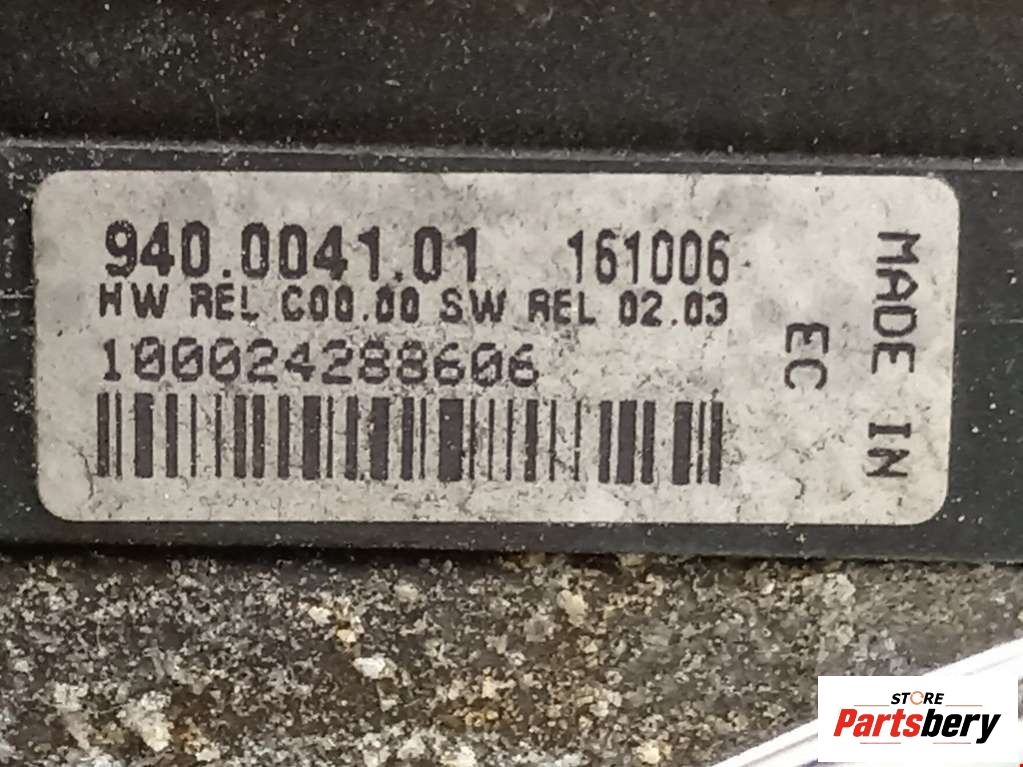 940.0041.01 161006
HW REL C00.00 SW REL 02.03
100024288606
MADE IN
EC
STORE
Partsbery